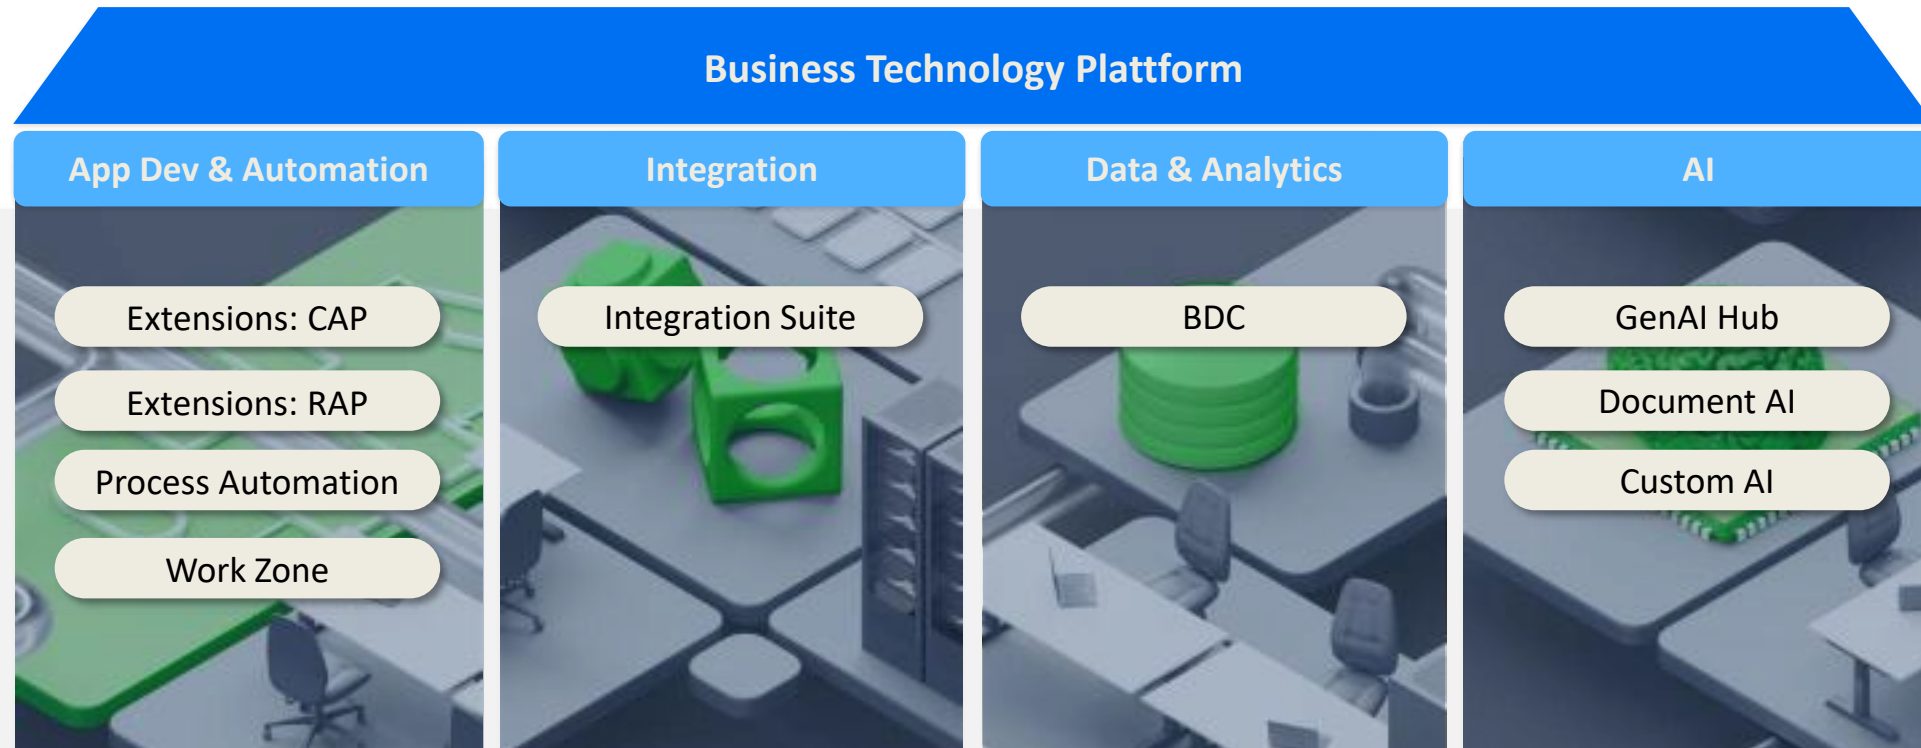 Business Technology Plattform
App Dev & Automation
Extensions: CAP
Extensions: RAP
Process Automation
Work Zone
Integration
Integration Suite
Data & Analytics
BDC
AI
GenAI Hub
Document AI
Custom AI